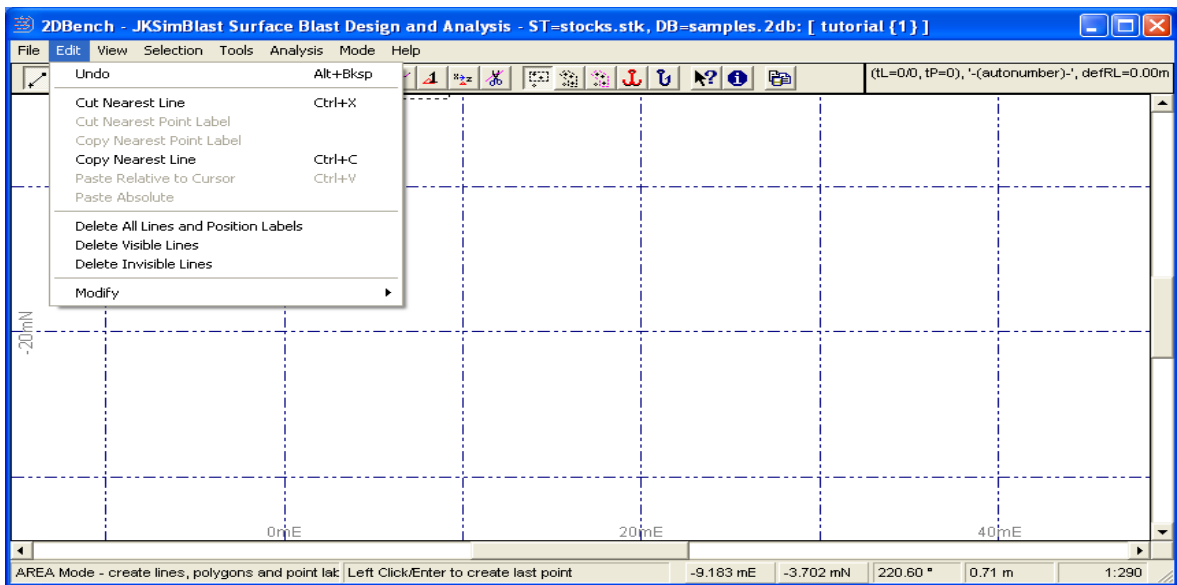 2DBench - JKSimBlast Surface Blast Design and Analysis - ST=stocks.stk, DB=samples.2db: [ tutorial {1} ]
File Edit View Selection Tools Analysis Mode Help
(tL=0/0, tP=0), '-(autonumber)-', defRL=0.00m
Undo Alt+Bksp
Cut Nearest Line Ctrl+X
Cut Nearest Point Label
Copy Nearest Point Label
Copy Nearest Line Ctrl+C
Paste Relative to Cursor Ctrl+V
Paste Absolute
Delete All Lines and Position Labels
Delete Visible Lines
Delete Invisible Lines
Modify
-20mN
0mE 20mE 40mE
AREA Mode - create lines, polygons and point lab Left Click/Enter to create last point -9.183 mE -3.702 mN 220.60 ° 0.71 m 1:290